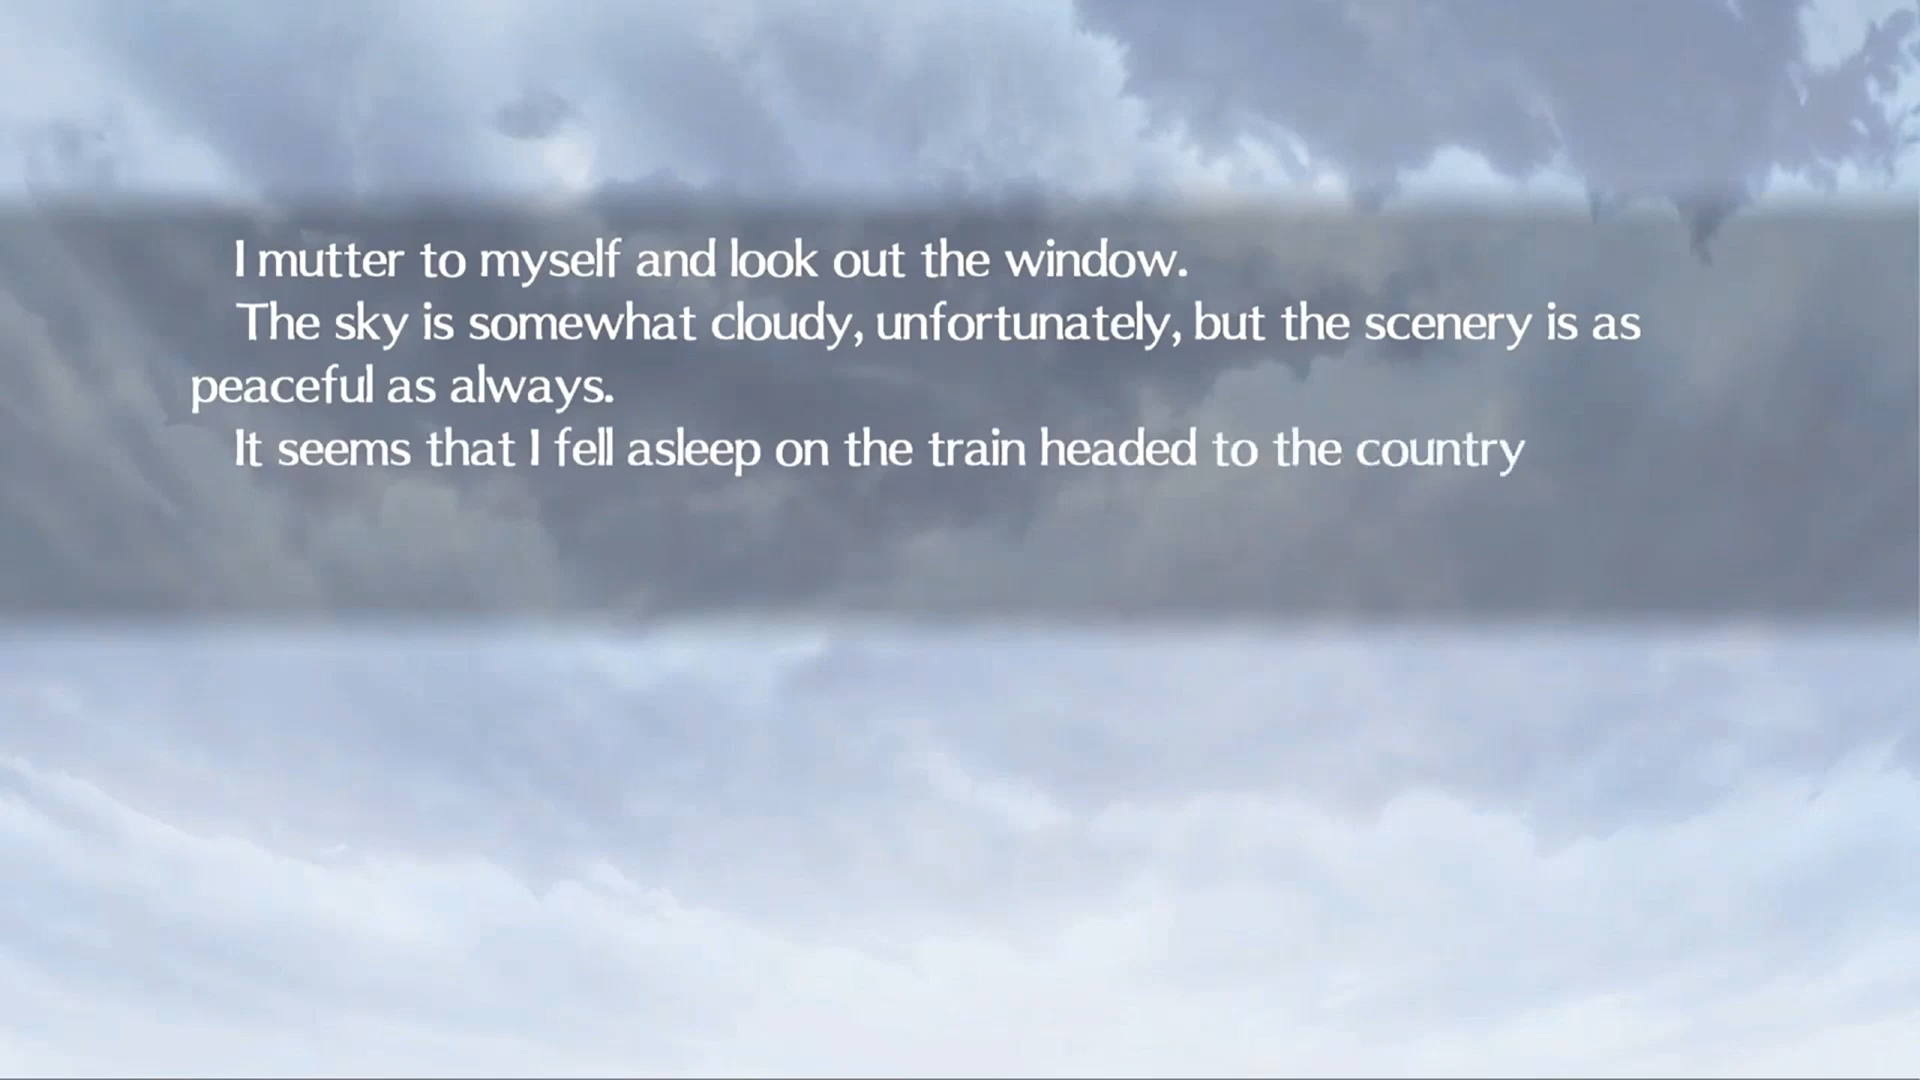 I mutter to myself and look out the window.
The sky is somewhat cloudy, unfortunately, but the scenery is as
peaceful as always.
It seems that I fell asleep on the train headed to the country